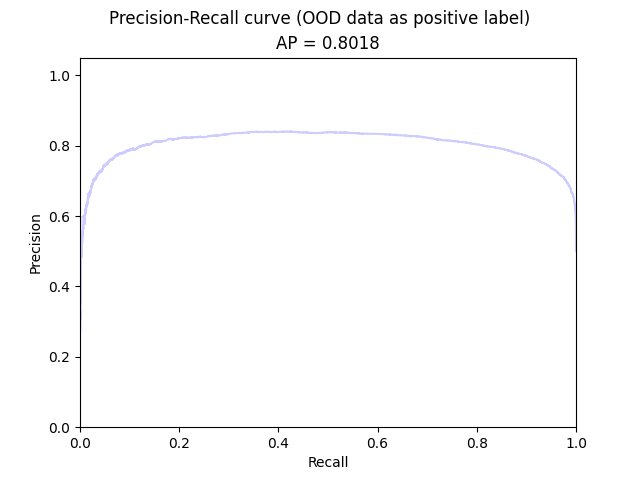 Precision-Recall curve (OOD data as positive label)
AP = 0.8018
1.0
0.8
0.6
0.4
0.2
0.0
Precision
0.0 0.2 0.4 0.6 0.8 1.0
Recall